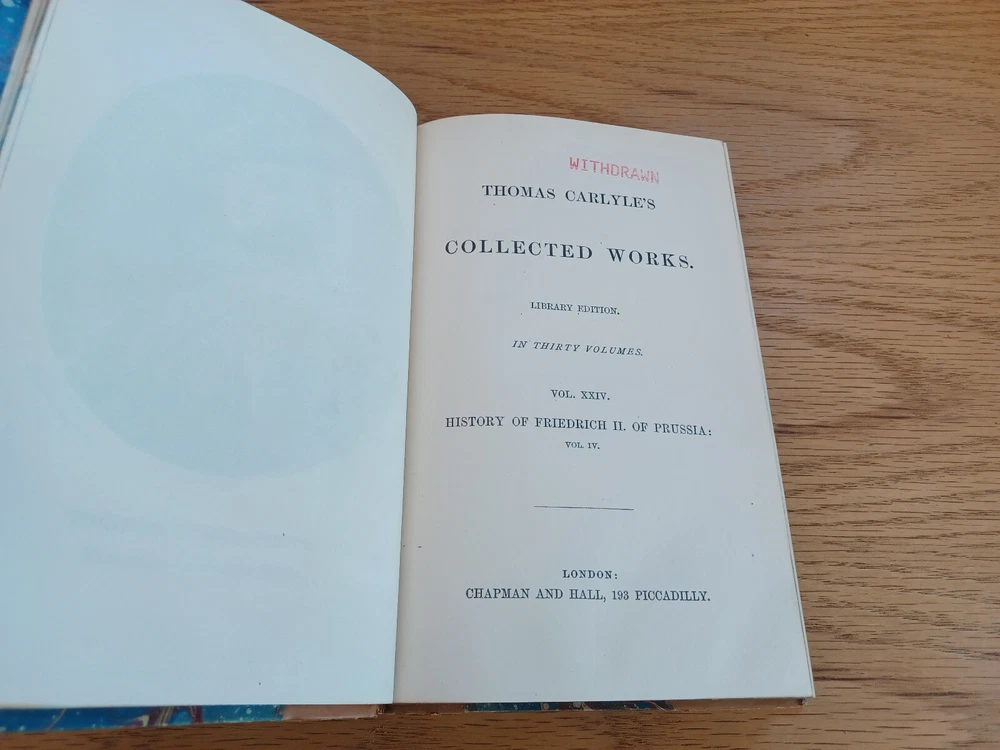 WITHDRAWN
THOMAS CARLYLE'S
COLLECTED WORKS.
LIBRARY EDITION.
IN THIRTY VOLUMES.
VOL. XXIV.
HISTORY OF FRIEDRICH II. OF PRUSSIA:
VOL. IV.
LONDON:
CHAPMAN AND HALL, 193 PICCADILLY.